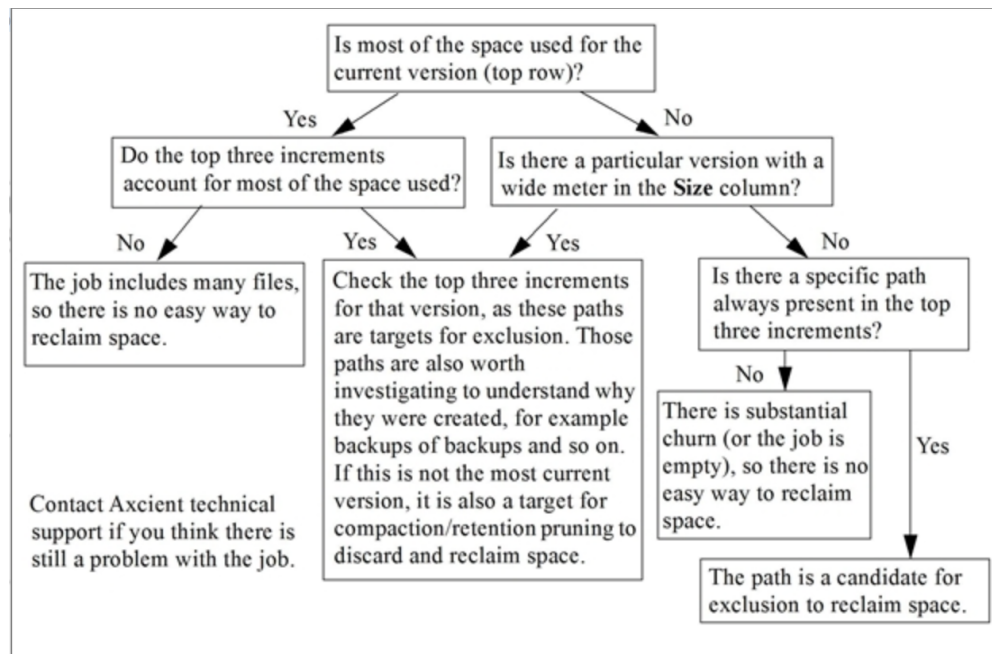 Is most of the space used for the
current version (top row)?
Yes
No
Do the top three increments
account for most of the space used?
Is there a particular version with a
wide meter in the Size column?
No
Yes
Yes
No
The job includes many files,
so there is no easy way to
reclaim space.
Check the top three increments
for that version, as these paths
are targets for exclusion. Those
paths are also worth
investigating to understand why
they were created, for example
backups of backups and so on.
If this is not the most current
version, it is also a target for
compaction/retention pruning to
discard and reclaim space.
Is there a specific path
always present in the top
three increments?
No
Yes
There is substantial
churn (or the job is
empty), so there is no
easy way to reclaim
space.
The path is a candidate for
exclusion to reclaim space.
Contact Axcient technical
support if you think there is
still a problem with the job.